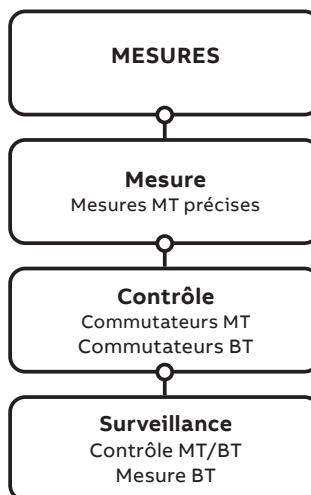 MESURES
Mesure
Mesures MT précises
Contrôle
Commutateurs MT
Commutateurs BT
Surveillance
Contrôle MT/BT
Mesure BT